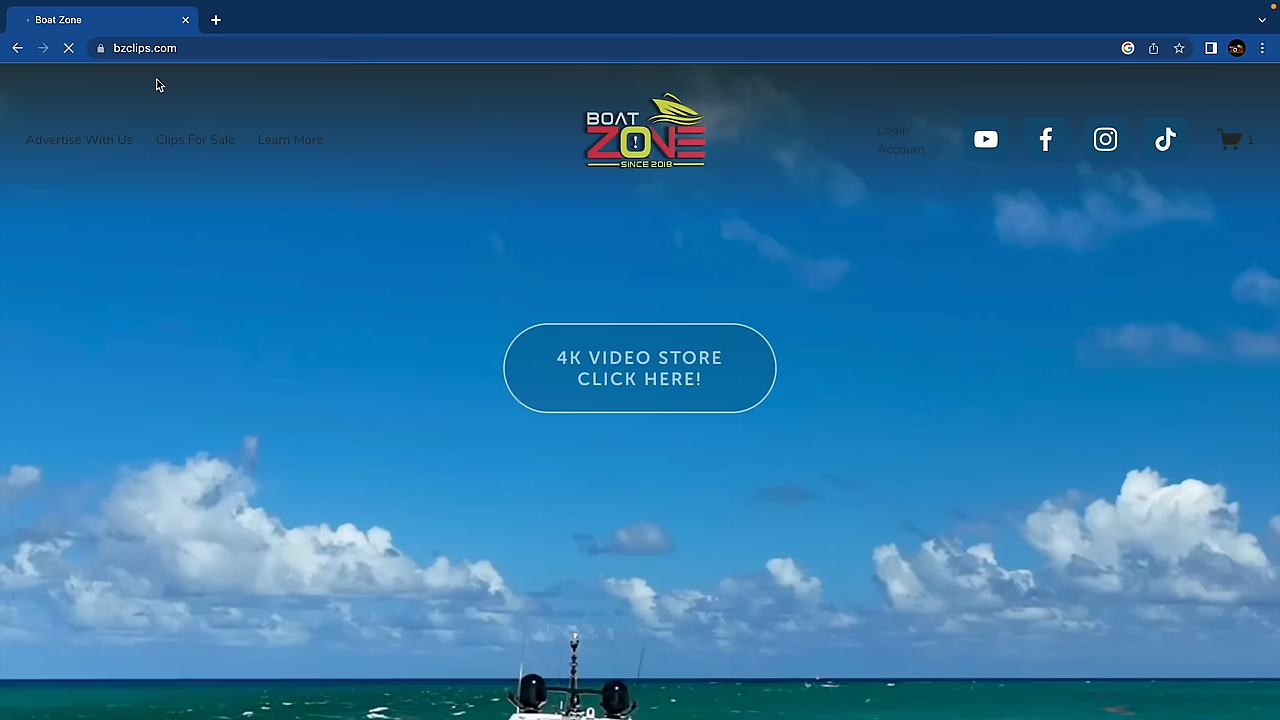 Boat Zone
bzclips.com
Advertise With Us
Clips For Sale
Learn More
BOAT
ZONE
SINCE 2018
Login
Account
1
4K VIDEO STORE
CLICK HERE!